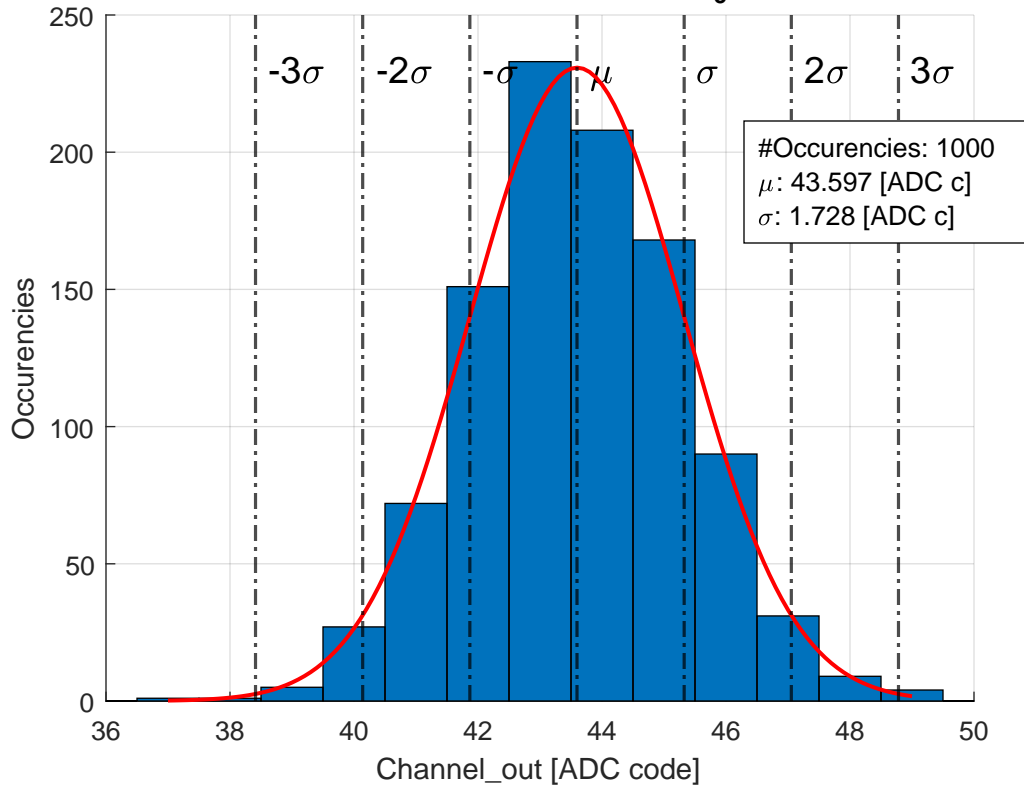 250
200
150
100
50
0
-3σ
-2σ
-σ
μ
σ
2σ
3σ
#Occurencies: 1000
μ: 43.597 [ADC c]
σ: 1.728 [ADC c]
Occurencies
36
38
40
42
44
46
48
50
Channel_out [ADC code]